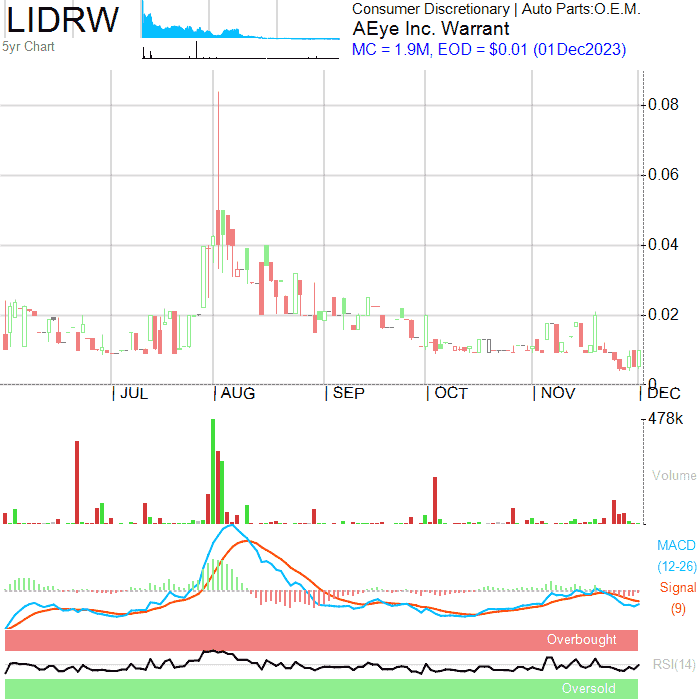 LIDRW
5yr Chart
Consumer Discretionary | Auto Parts:O.E.M.
AEye Inc. Warrant
MC = 1.9M, EOD = $0.01 (01Dec2023)
0.08
0.06
0.04
0.02
0
JUL AUG SEP OCT NOV DEC
478k
Volume
MACD
(12-26)
Signal
(9)
Overbought
RSI(14)
Oversold